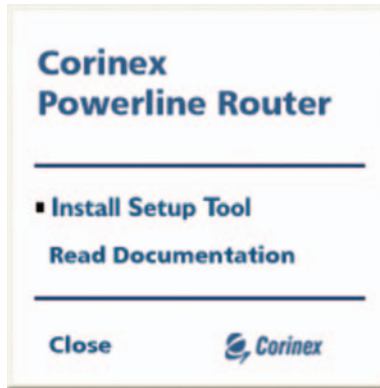 Corinex
Powerline Router
Install Setup Tool
Read Documentation
Close
Corinex